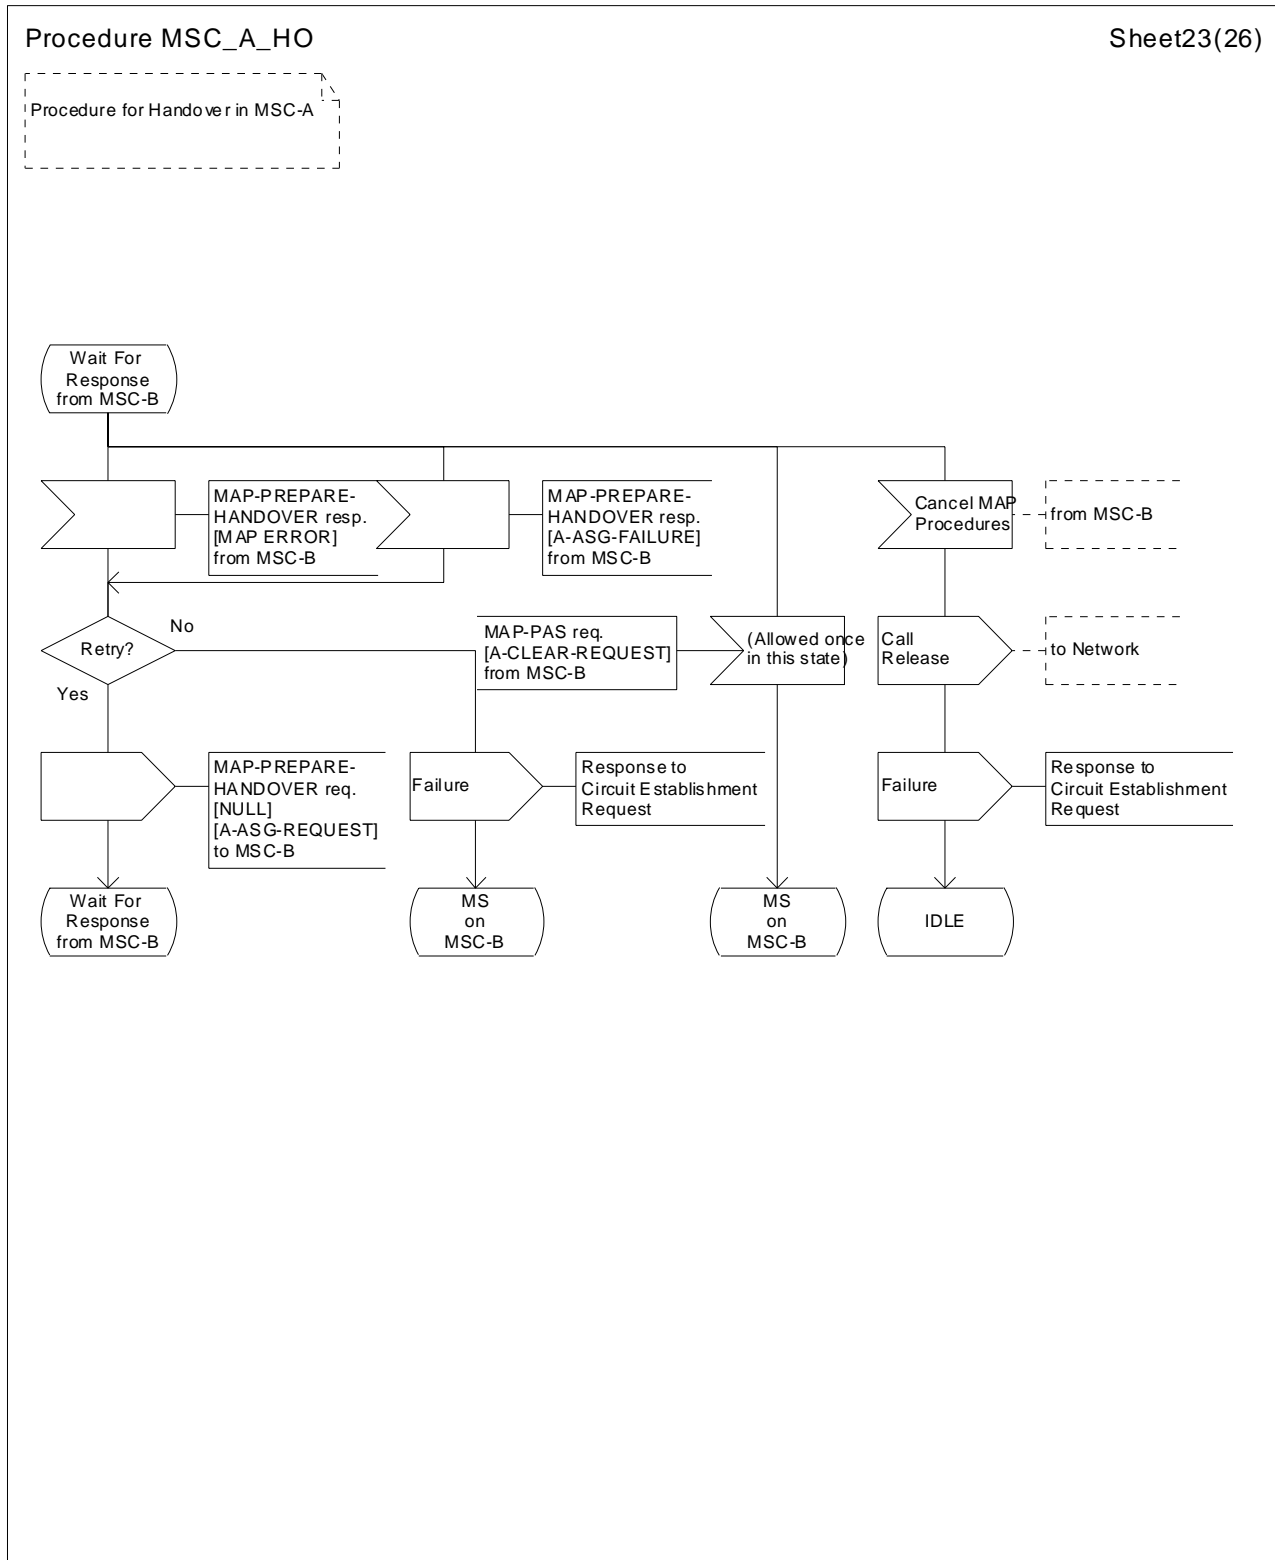 Procedure MSC_A_HO
Sheet23(26)
Procedure for Handover in MSC-A
Wait For
Response
from MSC-B
MAP-PREPARE-
HANDOVER resp.
[MAP ERROR]
from MSC-B
MAP-PREPARE-
HANDOVER resp.
[A-ASG-FAILURE]
from MSC-B
Cancel MAP
Procedures
from MSC-B
Retry?
No
Yes
MAP-PAS req.
[A-CLEAR-REQUEST]
from MSC-B
(Allowed once
in this state)
Call
Release
to Network
MAP-PREPARE-
HANDOVER req.
[NULL]
[A-ASG-REQUEST]
to MSC-B
Failure
Response to
Circuit Establishment
Request
Failure
Response to
Circuit Establishment
Request
Wait For
Response
from MSC-B
MS
on
MSC-B
MS
on
MSC-B
IDLE